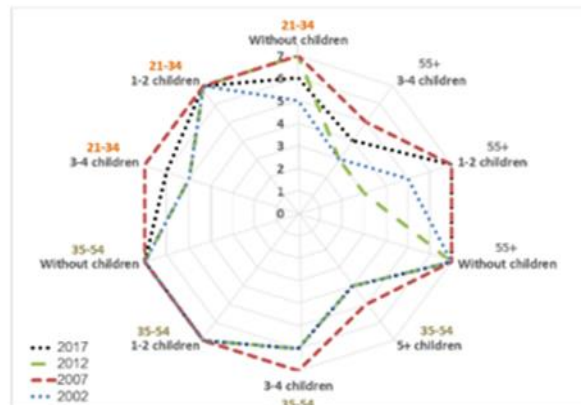 21-34
Without children
55+
3-4 children
55+
1-2 children
55+
Without children
35-54
5+ children
3-4 children
35-54
35-54
1-2 children
35-54
Without children
21-34
3-4 children
21-34
1-2 children
7
6
5
4
3
2
1
0
2017
2012
2007
2002